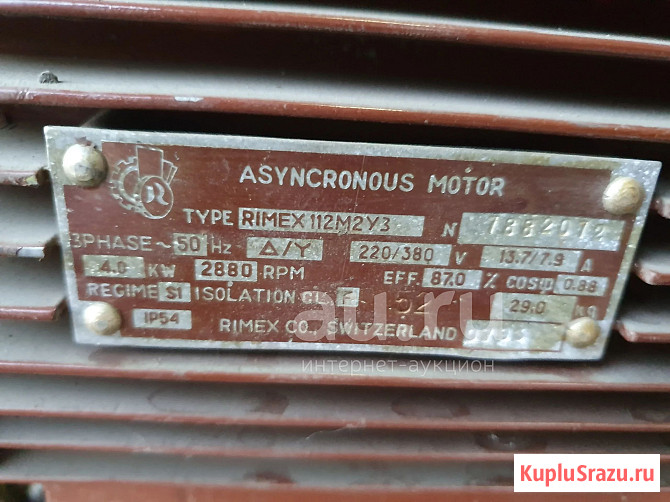 ASYNCRONOUS MOTOR
TYPE RIMEX 112M2У3 N
3PHASE ~ 50 Hz Δ/Y 220/380 V 13.7/7.9 A
4.0 KW 2880 RPM EFF. 87.0 % COSφ 0.88
REGIME S1 ISOLATION CL. F 29.0 KG
IP54 RIMEX CO., SWITZERLAND
au.ru
интернет-аукцион
KupluSrazu.ru